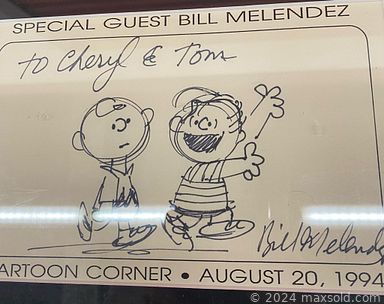 SPECIAL GUEST BILL MELENDEZ
to Cheryl & Tom
Bill Melendez
ARTOON CORNER • AUGUST 20, 1994
© 2024 maxsold.com